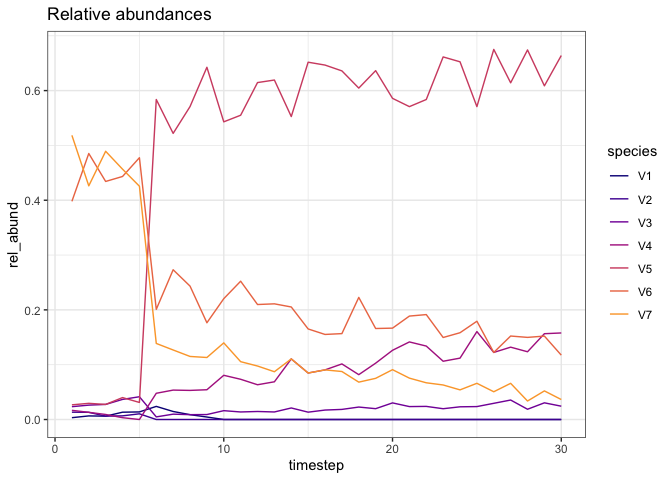 Relative abundances
0.6
0.4
0.2
0.0
rel_abund
0
10
20
30
timestep
species
V1
V2
V3
V4
V5
V6
V7